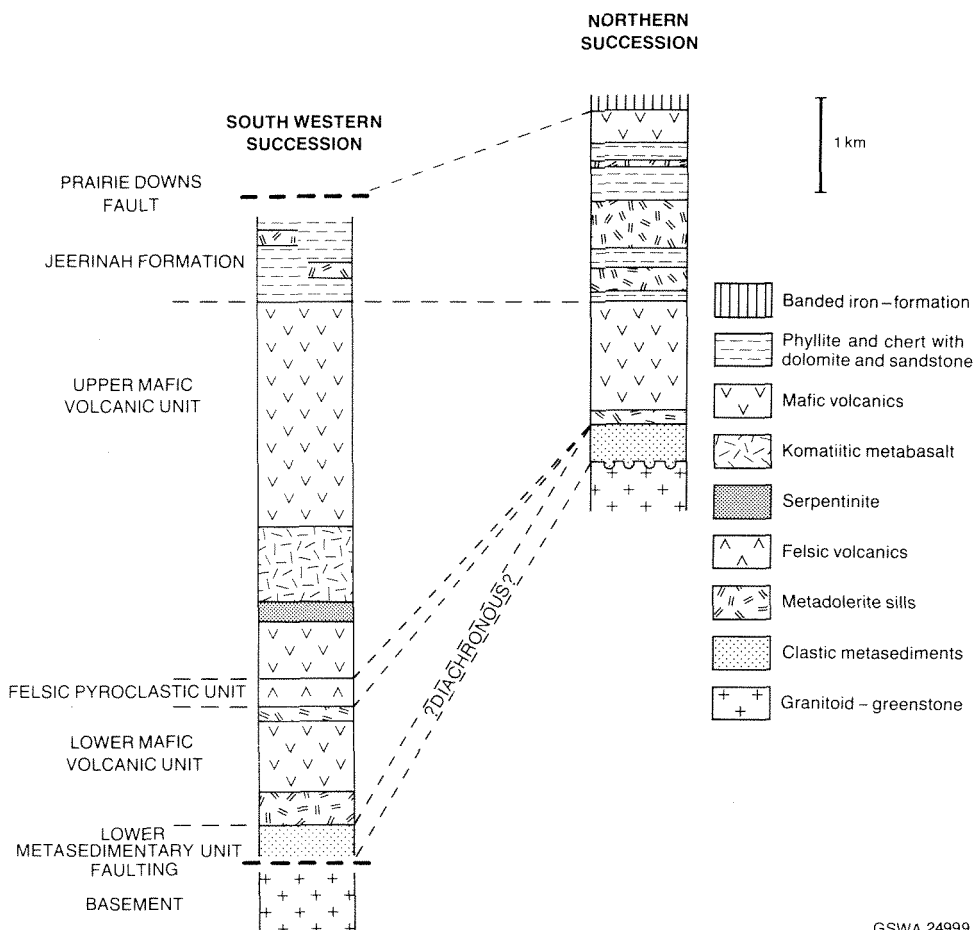 NORTHERN
SUCCESSION
SOUTH WESTERN
SUCCESSION
1 km
PRAIRIE DOWNS
FAULT
JEERINAH FORMATION
UPPER MAFIC
VOLCANIC UNIT
FELSIC PYROCLASTIC UNIT
LOWER MAFIC
VOLCANIC UNIT
LOWER
METASEDIMENTARY UNIT
FAULTING
BASEMENT
?DIACHRONOUS?
Banded iron-formation
Phyllite and chert with
dolomite and sandstone
Mafic volcanics
Komatiitic metabasalt
Serpentinite
Felsic volcanics
Metadolerite sills
Clastic metasediments
Granitoid – greenstone
GSWA 24999